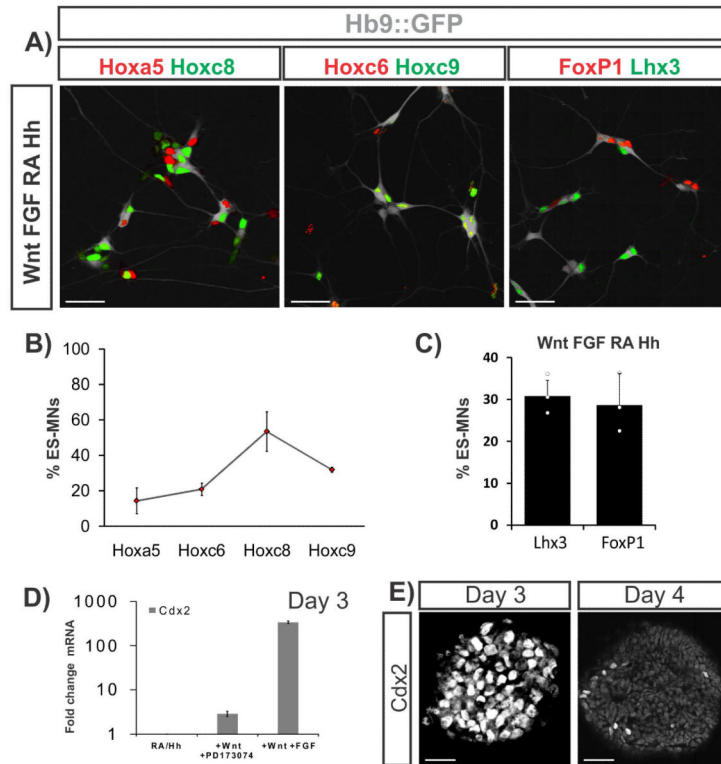 Hb9::GFP
A)
Hoxa5 Hoxc8
Hoxc6 Hoxc9
FoxP1 Lhx3
Wnt FGF RA Hh
B)
100
80
60
40
20
0
% ES-MNs
Hoxa5 Hoxc6 Hoxc8 Hoxc9
C)
Wnt FGF RA Hh
40
30
20
10
0
% ES-MNs
Lhx3 FoxP1
D)
Day 3
Cdx2
1000
100
10
1
Fold change mRNA
RA/Hh
+Wnt
+PD173074
+Wnt +FGF
E)
Day 3
Day 4
Cdx2